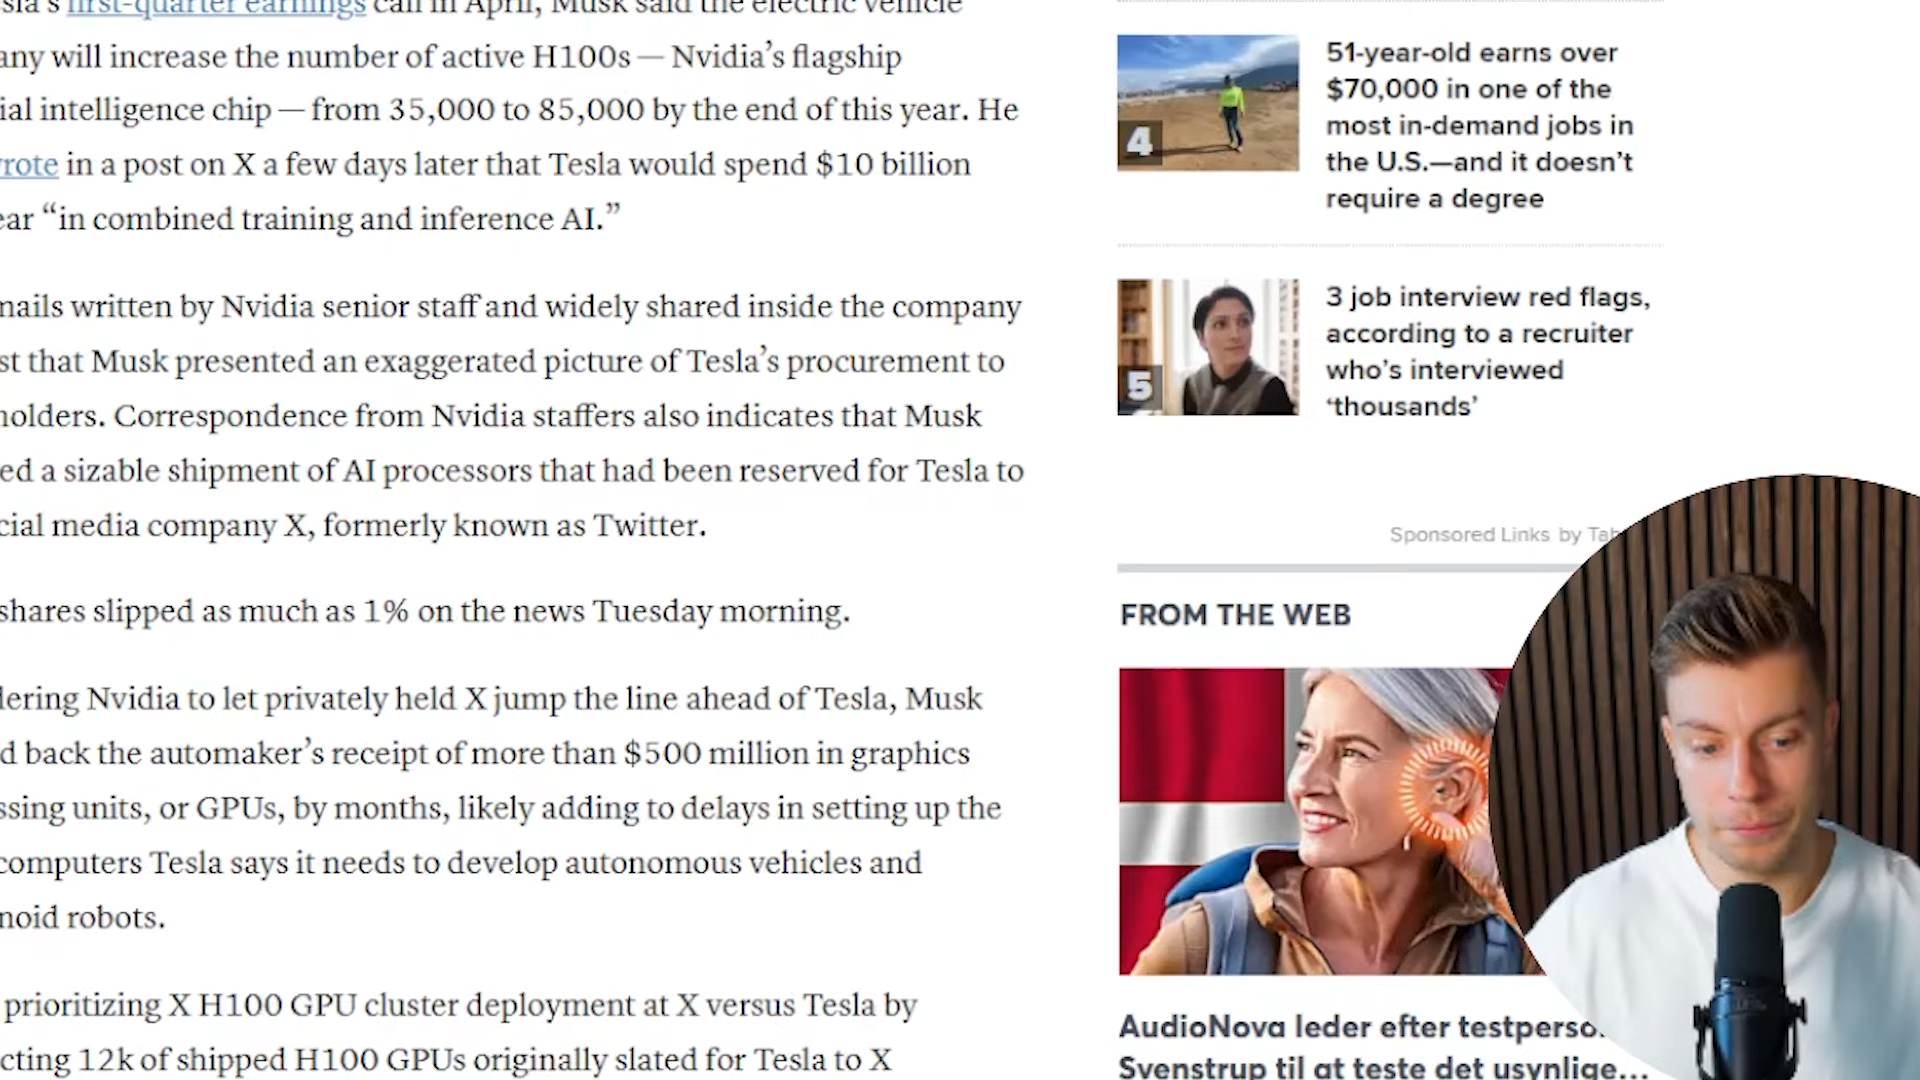 first-quarter earnings call in April, Musk said the electric vehicle
any will increase the number of active H100s — Nvidia’s flagship
ial intelligence chip — from 35,000 to 85,000 by the end of this year. He
rote in a post on X a few days later that Tesla would spend $10 billion
ear “in combined training and inference AI.”
nails written by Nvidia senior staff and widely shared inside the company
st that Musk presented an exaggerated picture of Tesla’s procurement to
holders. Correspondence from Nvidia staffers also indicates that Musk
ed a sizable shipment of AI processors that had been reserved for Tesla to
cial media company X, formerly known as Twitter.
shares slipped as much as 1% on the news Tuesday morning.
dering Nvidia to let privately held X jump the line ahead of Tesla, Musk
d back the automaker’s receipt of more than $500 million in graphics
ssing units, or GPUs, by months, likely adding to delays in setting up the
computers Tesla says it needs to develop autonomous vehicles and
noid robots.
prioritizing X H100 GPU cluster deployment at X versus Tesla by
cting 12k of shipped H100 GPUs originally slated for Tesla to X
4
51-year-old earns over
$70,000 in one of the
most in-demand jobs in
the U.S.—and it doesn’t
require a degree
5
3 job interview red flags,
according to a recruiter
who’s interviewed
‘thousands’
Sponsored Links by Tab
FROM THE WEB
AudioNova leder efter testperso
Svenstrup til at teste det usynlige...